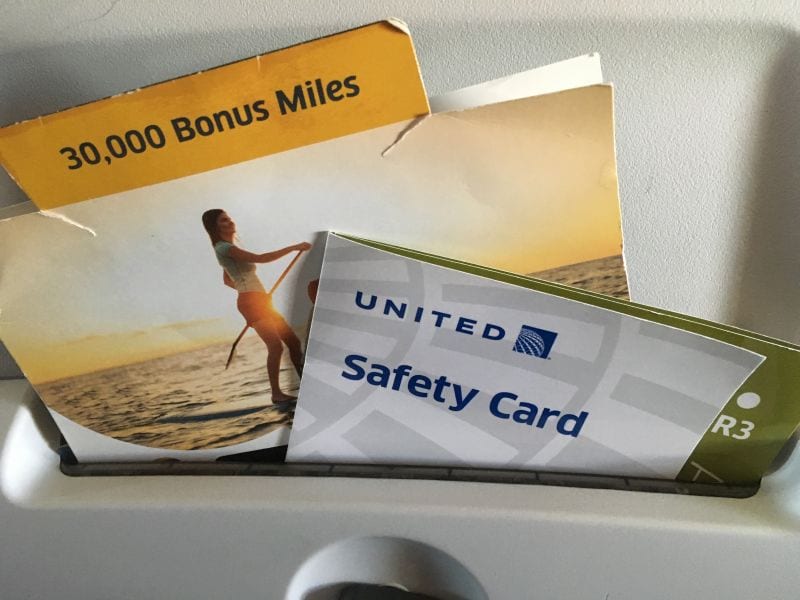 30,000 Bonus Miles
UNITED
Safety Card
R3